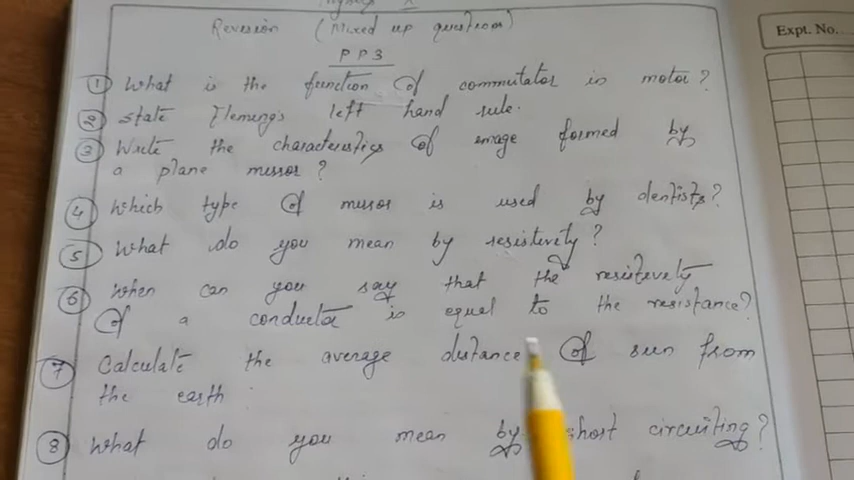 Revision (Mixed up questions)
PP3
1 What is the function of commutator in motor?
2 State Flemings left hand rule.
3 Write the characteristics of image formed by
a plane mirror?
4 Which type of mirror is used by dentists?
5 What do you mean by resistivity?
6 When can you say that the resistivity
of a conductor is equal to the resistance?
7 Calculate the average distance of sun from
the earth
8 What do you mean by short circuiting?
Expt. No.